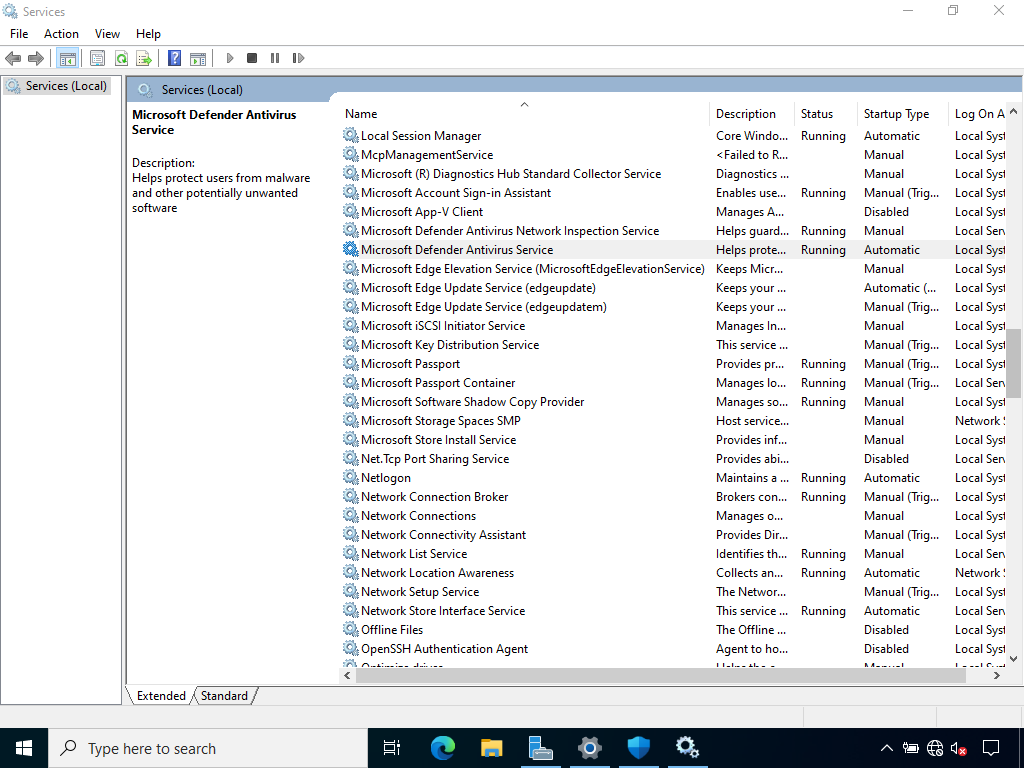 Services
File Action View Help
Services (Local)
Services (Local)
Microsoft Defender Antivirus
Service
Description:
Helps protect users from malware
and other potentially unwanted
software
Name Description Status Startup Type Log On A
Local Session Manager Core Windo... Running Automatic Local Syst
McpManagementService <Failed to R... Manual Local Syst
Microsoft (R) Diagnostics Hub Standard Collector Service Diagnostics ... Manual Local Syst
Microsoft Account Sign-in Assistant Enables use... Running Manual (Trig... Local Syst
Microsoft App-V Client Manages A... Disabled Local Syst
Microsoft Defender Antivirus Network Inspection Service Helps guard... Running Manual Local Serv
Microsoft Defender Antivirus Service Helps prote... Running Automatic Local Syst
Microsoft Edge Elevation Service (MicrosoftEdgeElevationService) Keeps Micr... Manual Local Syst
Microsoft Edge Update Service (edgeupdate) Keeps your ... Automatic (... Local Syst
Microsoft Edge Update Service (edgeupdatem) Keeps your ... Manual (Trig... Local Syst
Microsoft iSCSI Initiator Service Manages In... Manual Local Syst
Microsoft Key Distribution Service This service ... Manual (Trig... Local Syst
Microsoft Passport Provides pr... Running Manual (Trig... Local Syst
Microsoft Passport Container Manages lo... Running Manual (Trig... Local Serv
Microsoft Software Shadow Copy Provider Manages so... Running Manual Local Syst
Microsoft Storage Spaces SMP Host service... Manual Network S
Microsoft Store Install Service Provides inf... Manual Local Syst
Net.Tcp Port Sharing Service Provides abi... Disabled Local Serv
Netlogon Maintains a ... Running Automatic Local Syst
Network Connection Broker Brokers con... Running Manual (Trig... Local Syst
Network Connections Manages o... Manual Local Syst
Network Connectivity Assistant Provides Dir... Manual (Trig... Local Syst
Network List Service Identifies th... Running Manual Local Serv
Network Location Awareness Collects an... Running Automatic Network S
Network Setup Service The Networ... Manual (Trig... Local Syst
Network Store Interface Service This service ... Running Automatic Local Serv
Offline Files The Offline ... Disabled Local Syst
OpenSSH Authentication Agent Agent to ho... Disabled Local Syst
Extended Standard
Type here to search